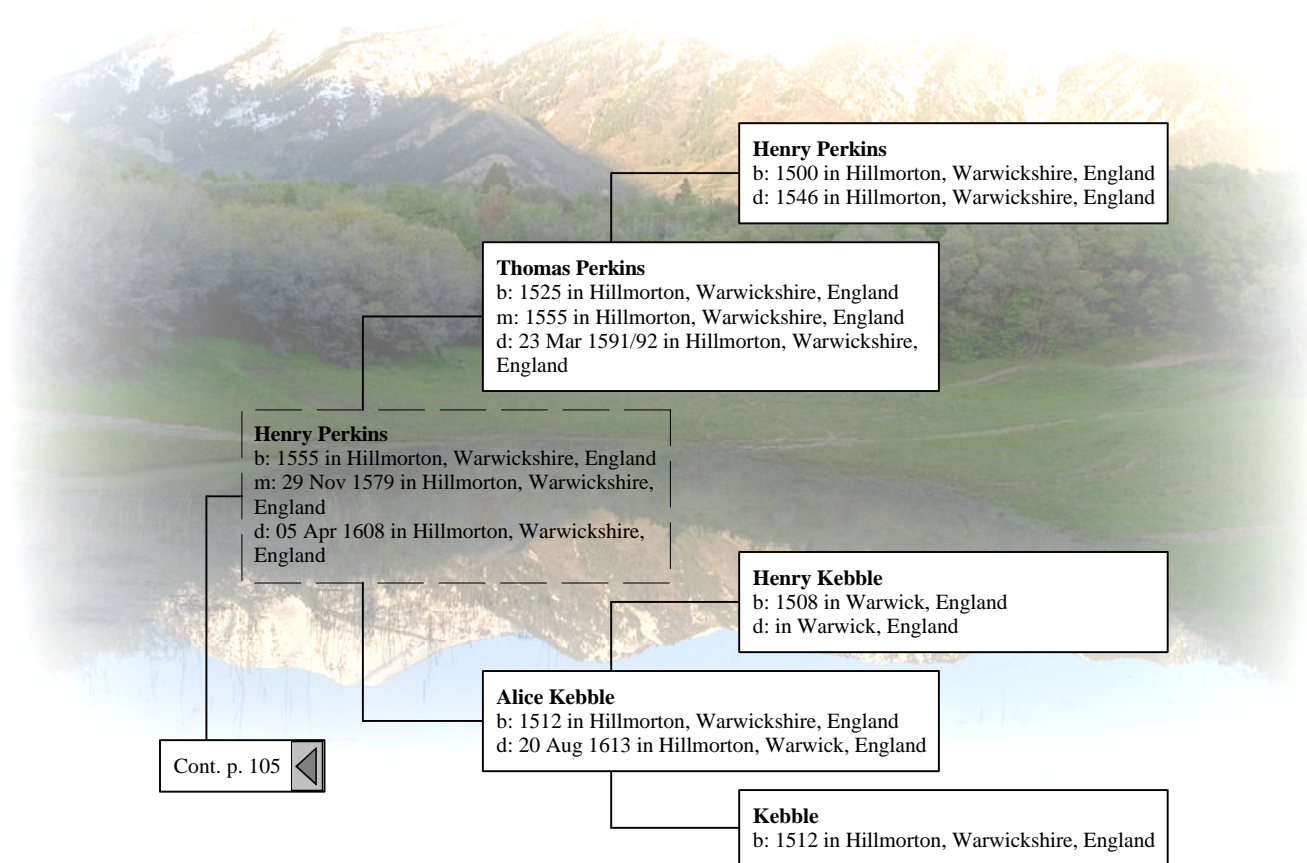 Henry Perkins
b: 1500 in Hillmorton, Warwickshire, England
d: 1546 in Hillmorton, Warwickshire, England
Thomas Perkins
b: 1525 in Hillmorton, Warwickshire, England
m: 1555 in Hillmorton, Warwickshire, England
d: 23 Mar 1591/92 in Hillmorton, Warwickshire,
England
Henry Perkins
b: 1555 in Hillmorton, Warwickshire, England
m: 29 Nov 1579 in Hillmorton, Warwickshire,
England
d: 05 Apr 1608 in Hillmorton, Warwickshire,
England
Henry Kebble
b: 1508 in Warwick, England
d: in Warwick, England
Alice Kebble
b: 1512 in Hillmorton, Warwickshire, England
d: 20 Aug 1613 in Hillmorton, Warwick, England
Cont. p. 105
Kebble
b: 1512 in Hillmorton, Warwickshire, England